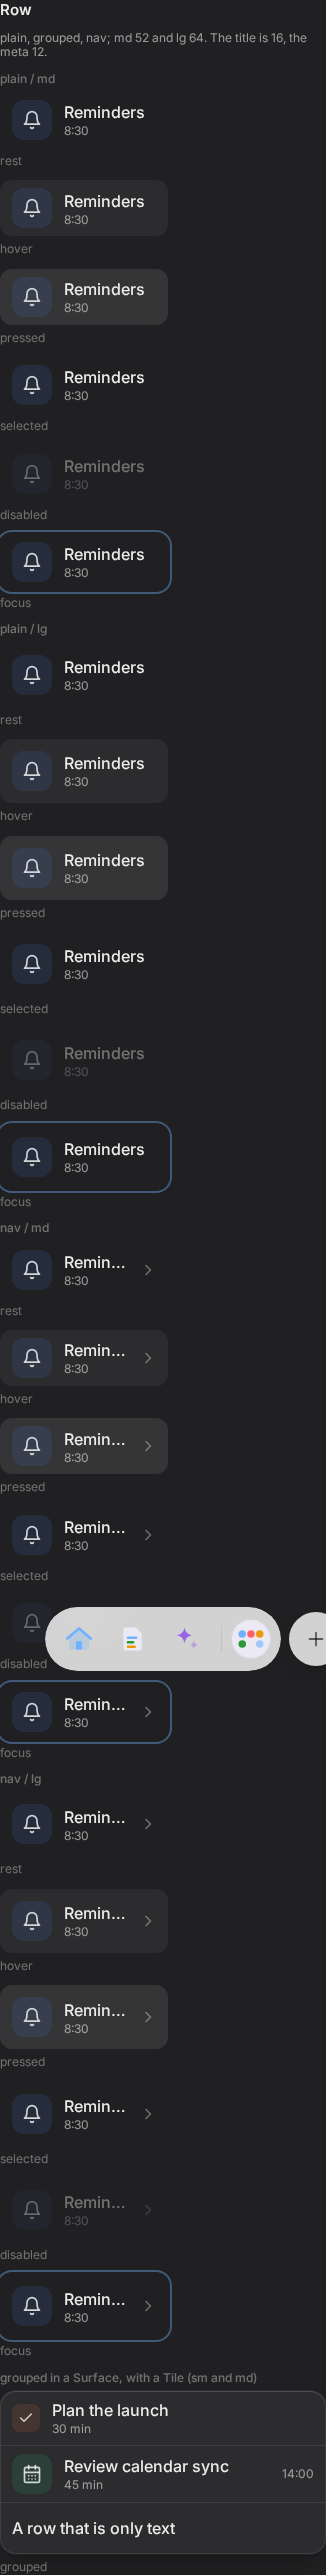 Row
plain, grouped, nav; md 52 and lg 64. The title is 16, the
meta 12.
plain / md
Reminders
8:30
rest
Reminders
8:30
hover
Reminders
8:30
pressed
Reminders
8:30
selected
Reminders
8:30
disabled
Reminders
8:30
focus
plain / lg
Reminders
8:30
rest
Reminders
8:30
hover
Reminders
8:30
pressed
Reminders
8:30
selected
Reminders
8:30
disabled
Reminders
8:30
focus
nav / md
Remin...
8:30
rest
Remin...
8:30
hover
Remin...
8:30
pressed
Remin...
8:30
selected
disabled
Remin...
8:30
focus
nav / lg
Remin...
8:30
rest
Remin...
8:30
hover
Remin...
8:30
pressed
Remin...
8:30
selected
Remin...
8:30
disabled
Remin...
8:30
focus
grouped in a Surface, with a Tile (sm and md)
Plan the launch
30 min
Review calendar sync
14:00
45 min
A row that is only text
grouped